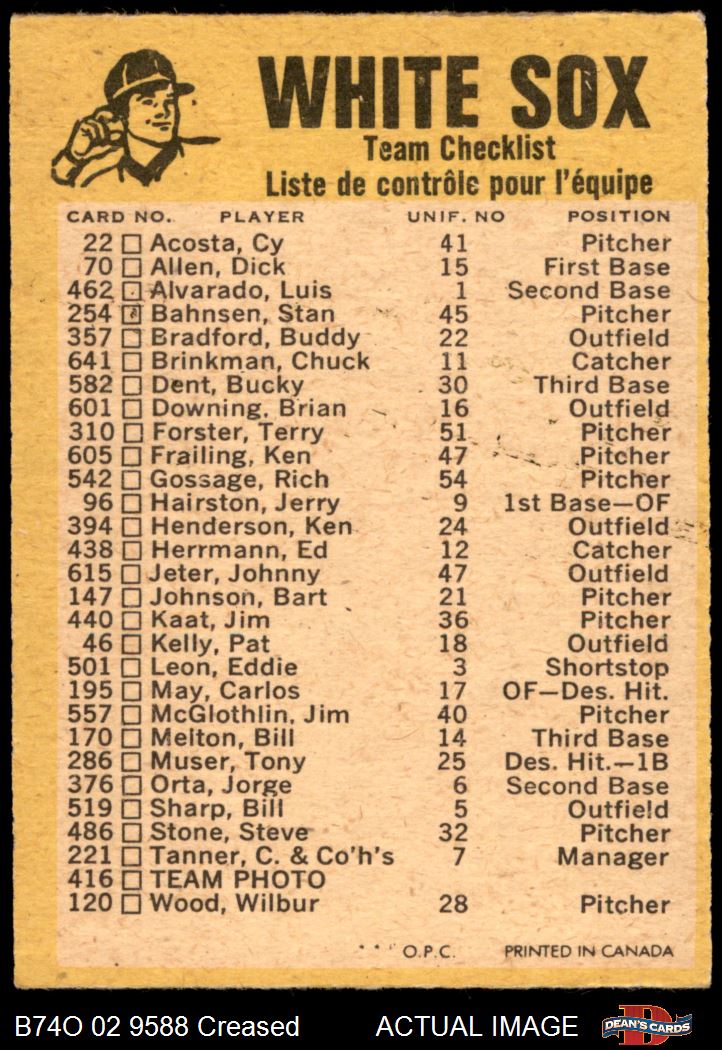 WHITE SOX
Team Checklist
Liste de contrôle pour l'équipe
CARD NO. PLAYER UNIF. NO POSITION
22 Acosta, Cy 41 Pitcher
70 Allen, Dick 15 First Base
462 Alvarado, Luis 1 Second Base
254 Bahnsen, Stan 45 Pitcher
357 Bradford, Buddy 22 Outfield
641 Brinkman, Chuck 11 Catcher
582 Dent, Bucky 30 Third Base
601 Downing, Brian 16 Outfield
310 Forster, Terry 51 Pitcher
605 Frailing, Ken 47 Pitcher
542 Gossage, Rich 54 Pitcher
96 Hairston, Jerry 9 1st Base—OF
394 Henderson, Ken 24 Outfield
438 Herrmann, Ed 12 Catcher
615 Jeter, Johnny 47 Outfield
147 Johnson, Bart 21 Pitcher
440 Kaat, Jim 36 Pitcher
46 Kelly, Pat 18 Outfield
501 Leon, Eddie 3 Shortstop
195 May, Carlos 17 OF—Des. Hit.
557 McGlothlin, Jim 40 Pitcher
170 Melton, Bill 14 Third Base
286 Muser, Tony 25 Des. Hit.—1B
376 Orta, Jorge 6 Second Base
519 Sharp, Bill 5 Outfield
486 Stone, Steve 32 Pitcher
221 Tanner, C. & Co'h's 7 Manager
416 TEAM PHOTO
120 Wood, Wilbur 28 Pitcher
* * * O.P.C. PRINTED IN CANADA
B74O 02 9588 Creased ACTUAL IMAGE DEAN'S CARDS